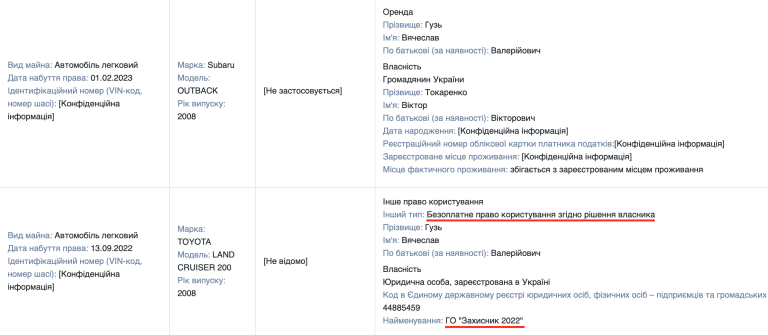 Вид майна: Автомобіль легковий
Дата набуття права: 01.02.2023
Ідентифікаційний номер (VIN-код,
номер шасі): [Конфіденційна
інформація]
Марка: Subaru
Модель:
OUTBACK
Рік випуску:
2008
[Не застосовується]
Оренда
Прізвище: Гузь
Ім'я: Вячеслав
По батькові (за наявності): Валерійович
Власність
Громадянин України
Прізвище: Токаренко
Ім'я: Віктор
По батькові (за наявності): Вікторович
Дата народження: [Конфіденційна інформація]
Реєстраційний номер облікової картки платника податків:[Конфіденційна інформація]
Зареєстроване місце проживання: [Конфіденційна інформація]
Місце фактичного проживання: збігається з зареєстрованим місцем проживання
Вид майна: Автомобіль легковий
Дата набуття права: 13.09.2022
Ідентифікаційний номер (VIN-код,
номер шасі): [Конфіденційна
інформація]
Марка:
TOYOTA
Модель: LAND
CRUISER 200
Рік випуску:
2008
[Не відомо]
Інше право користування
Інший тип: Безоплатне право користування згідно рішення власника
Прізвище: Гузь
Ім'я: Вячеслав
По батькові (за наявності): Валерійович
Власність
Юридична особа, зареєстрована в Україні
Код в Єдиному державному реєстрі юридичних осіб, фізичних осіб – підприємців та громадських
44885459
Найменування: ГО "Захисник 2022"